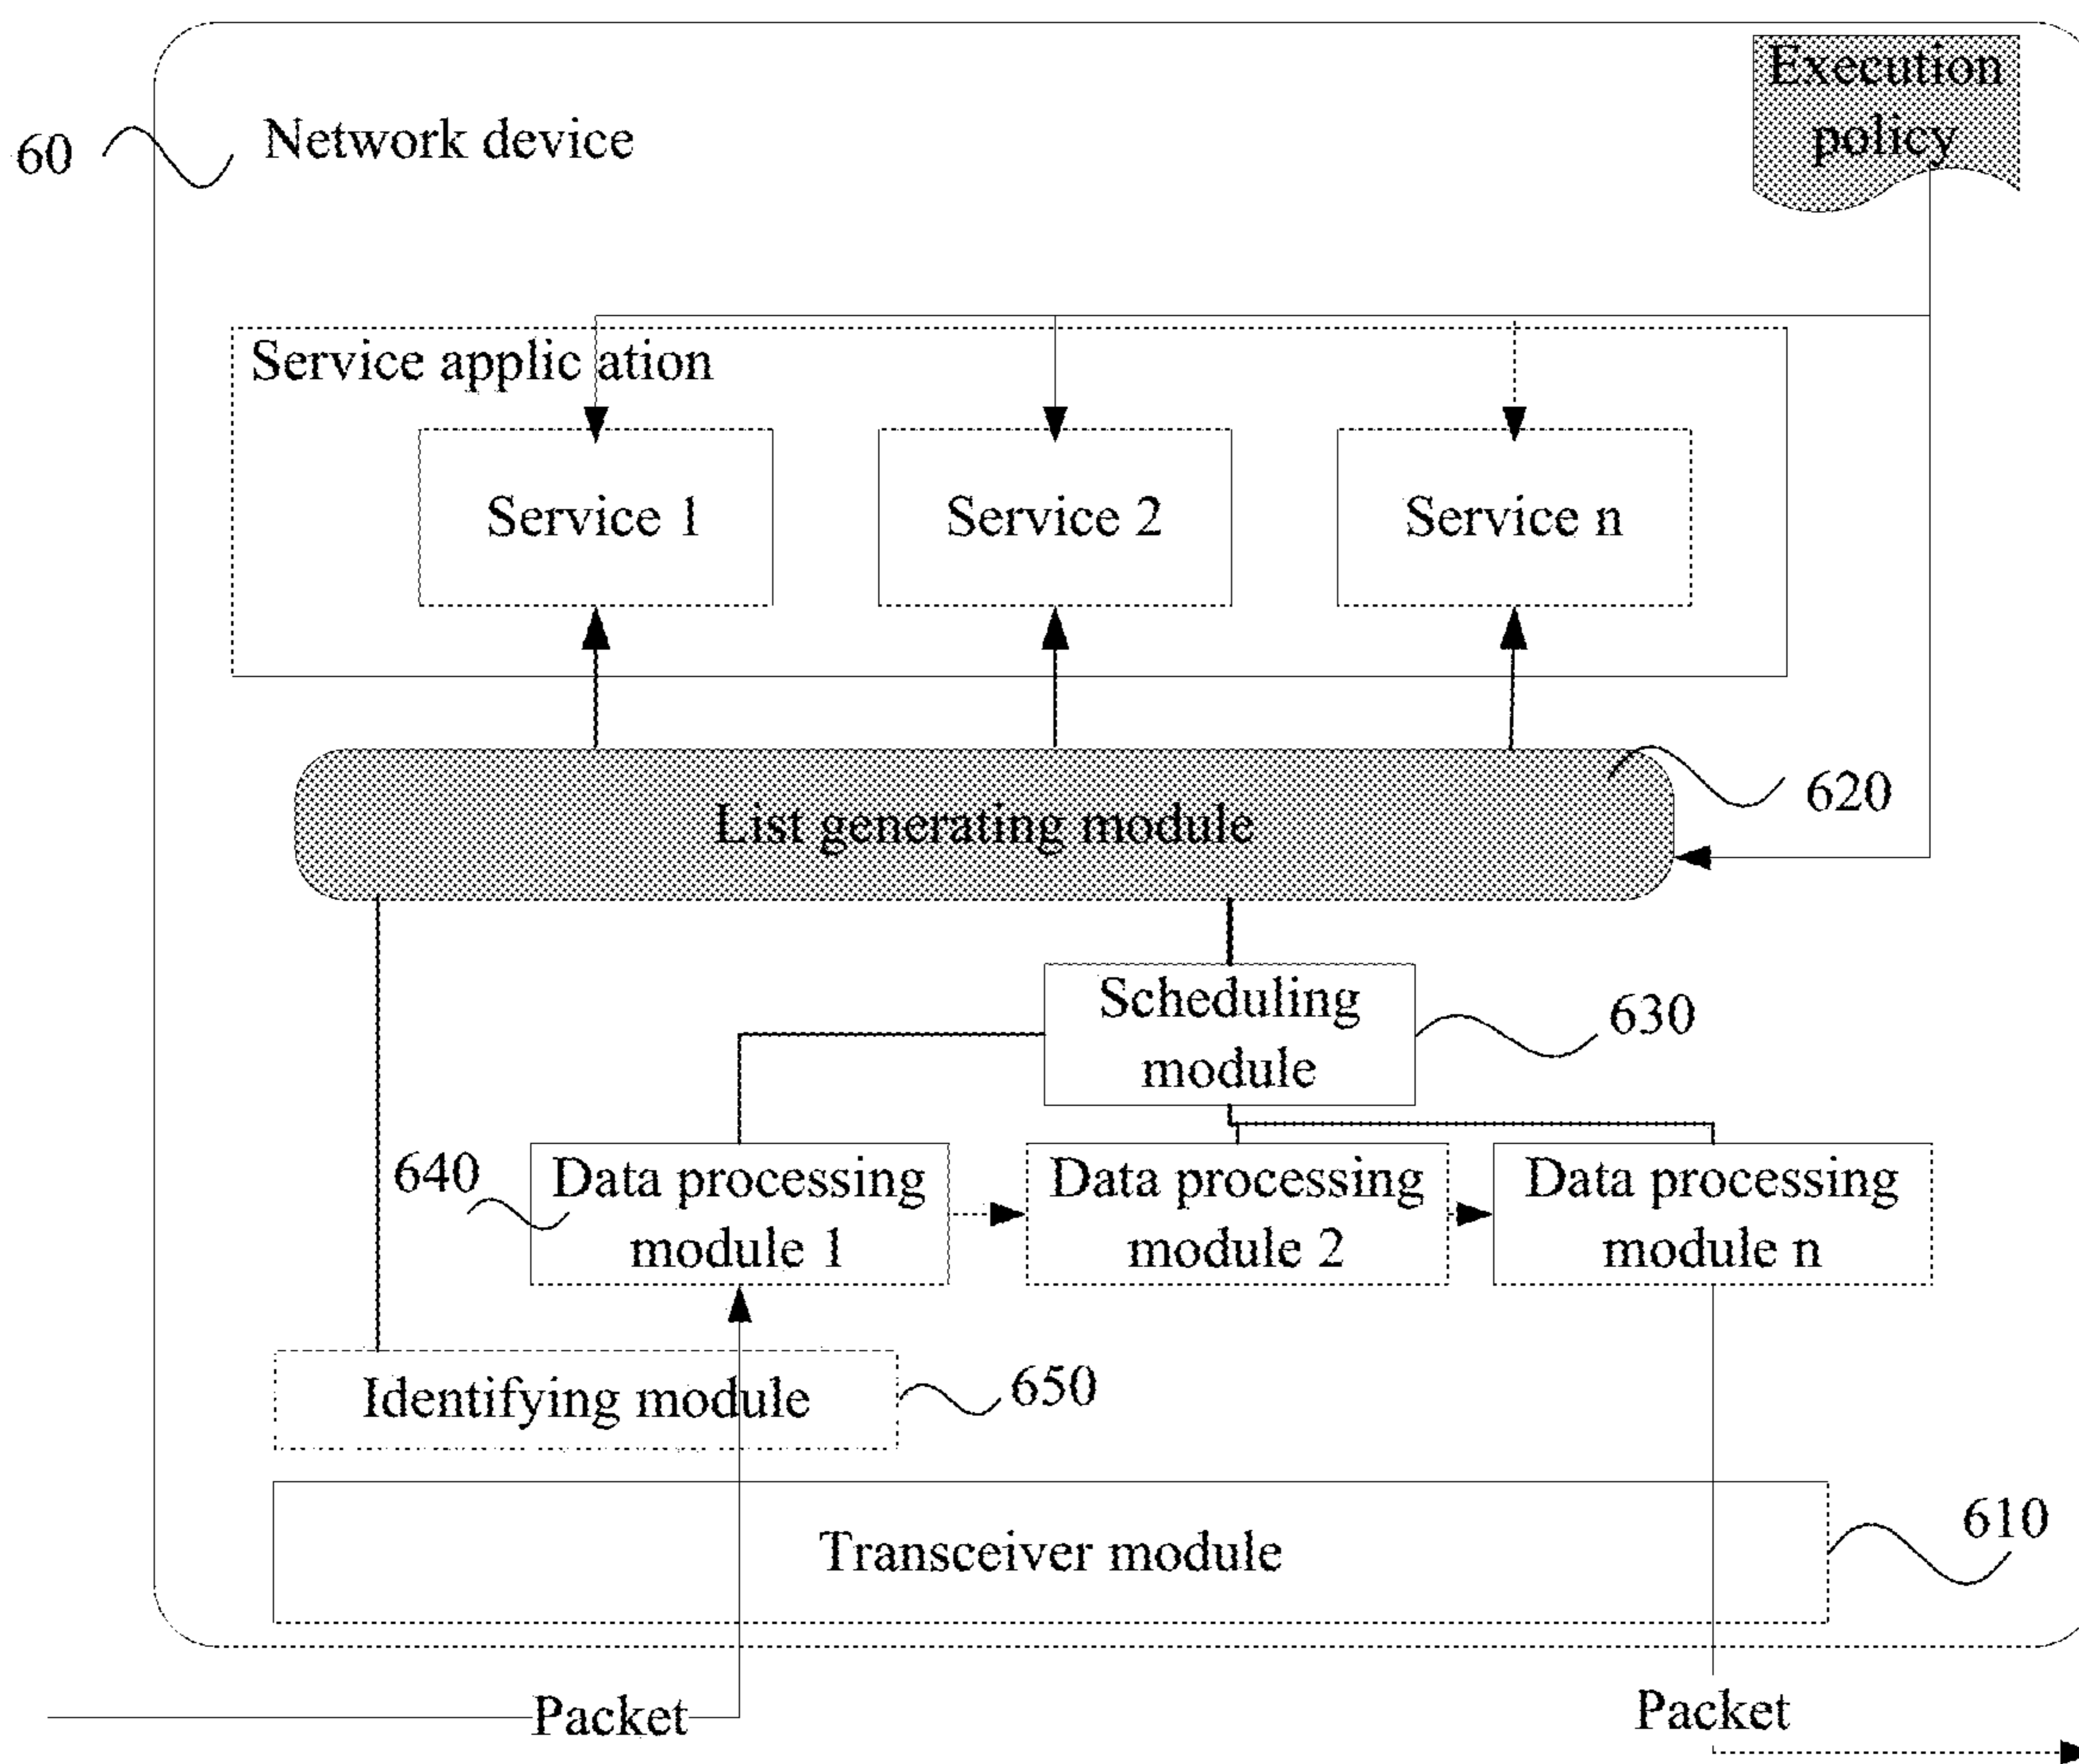 Execution
policy
60
Network device
Service application
Service 1
Service 2
Service n
620
List generating module
Scheduling
module
630
640
Data processing
module 1
Data processing
module 2
Data processing
module n
Identifying module
650
Transceiver module
610
Packet
Packet